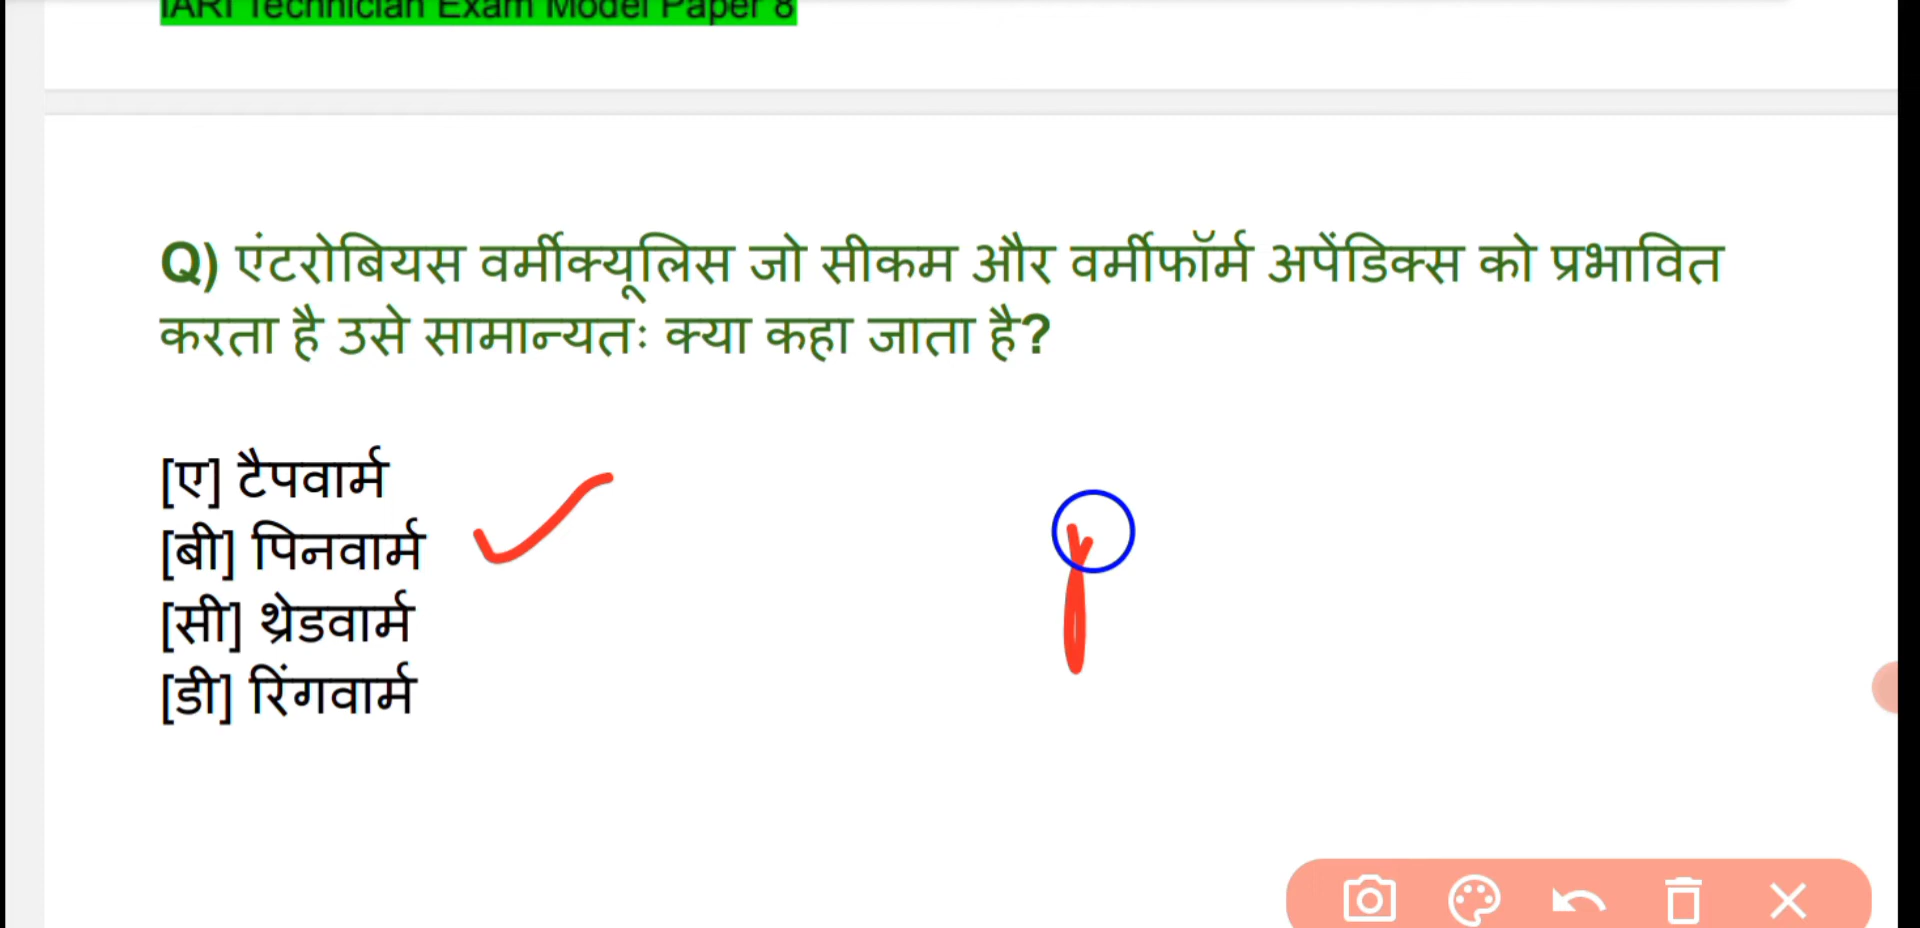 IARI Technician Exam Model Paper 8
Q) एंटरोबियस वर्मीक्यूलिस जो सीकम और वर्मीफॉर्म अपेंडिक्स को प्रभावित
करता है उसे सामान्यतः क्या कहा जाता है?
[ए] टैपवार्म
[बी] पिनवार्म
[सी] थ्रेडवार्म
[डी] रिंगवार्म